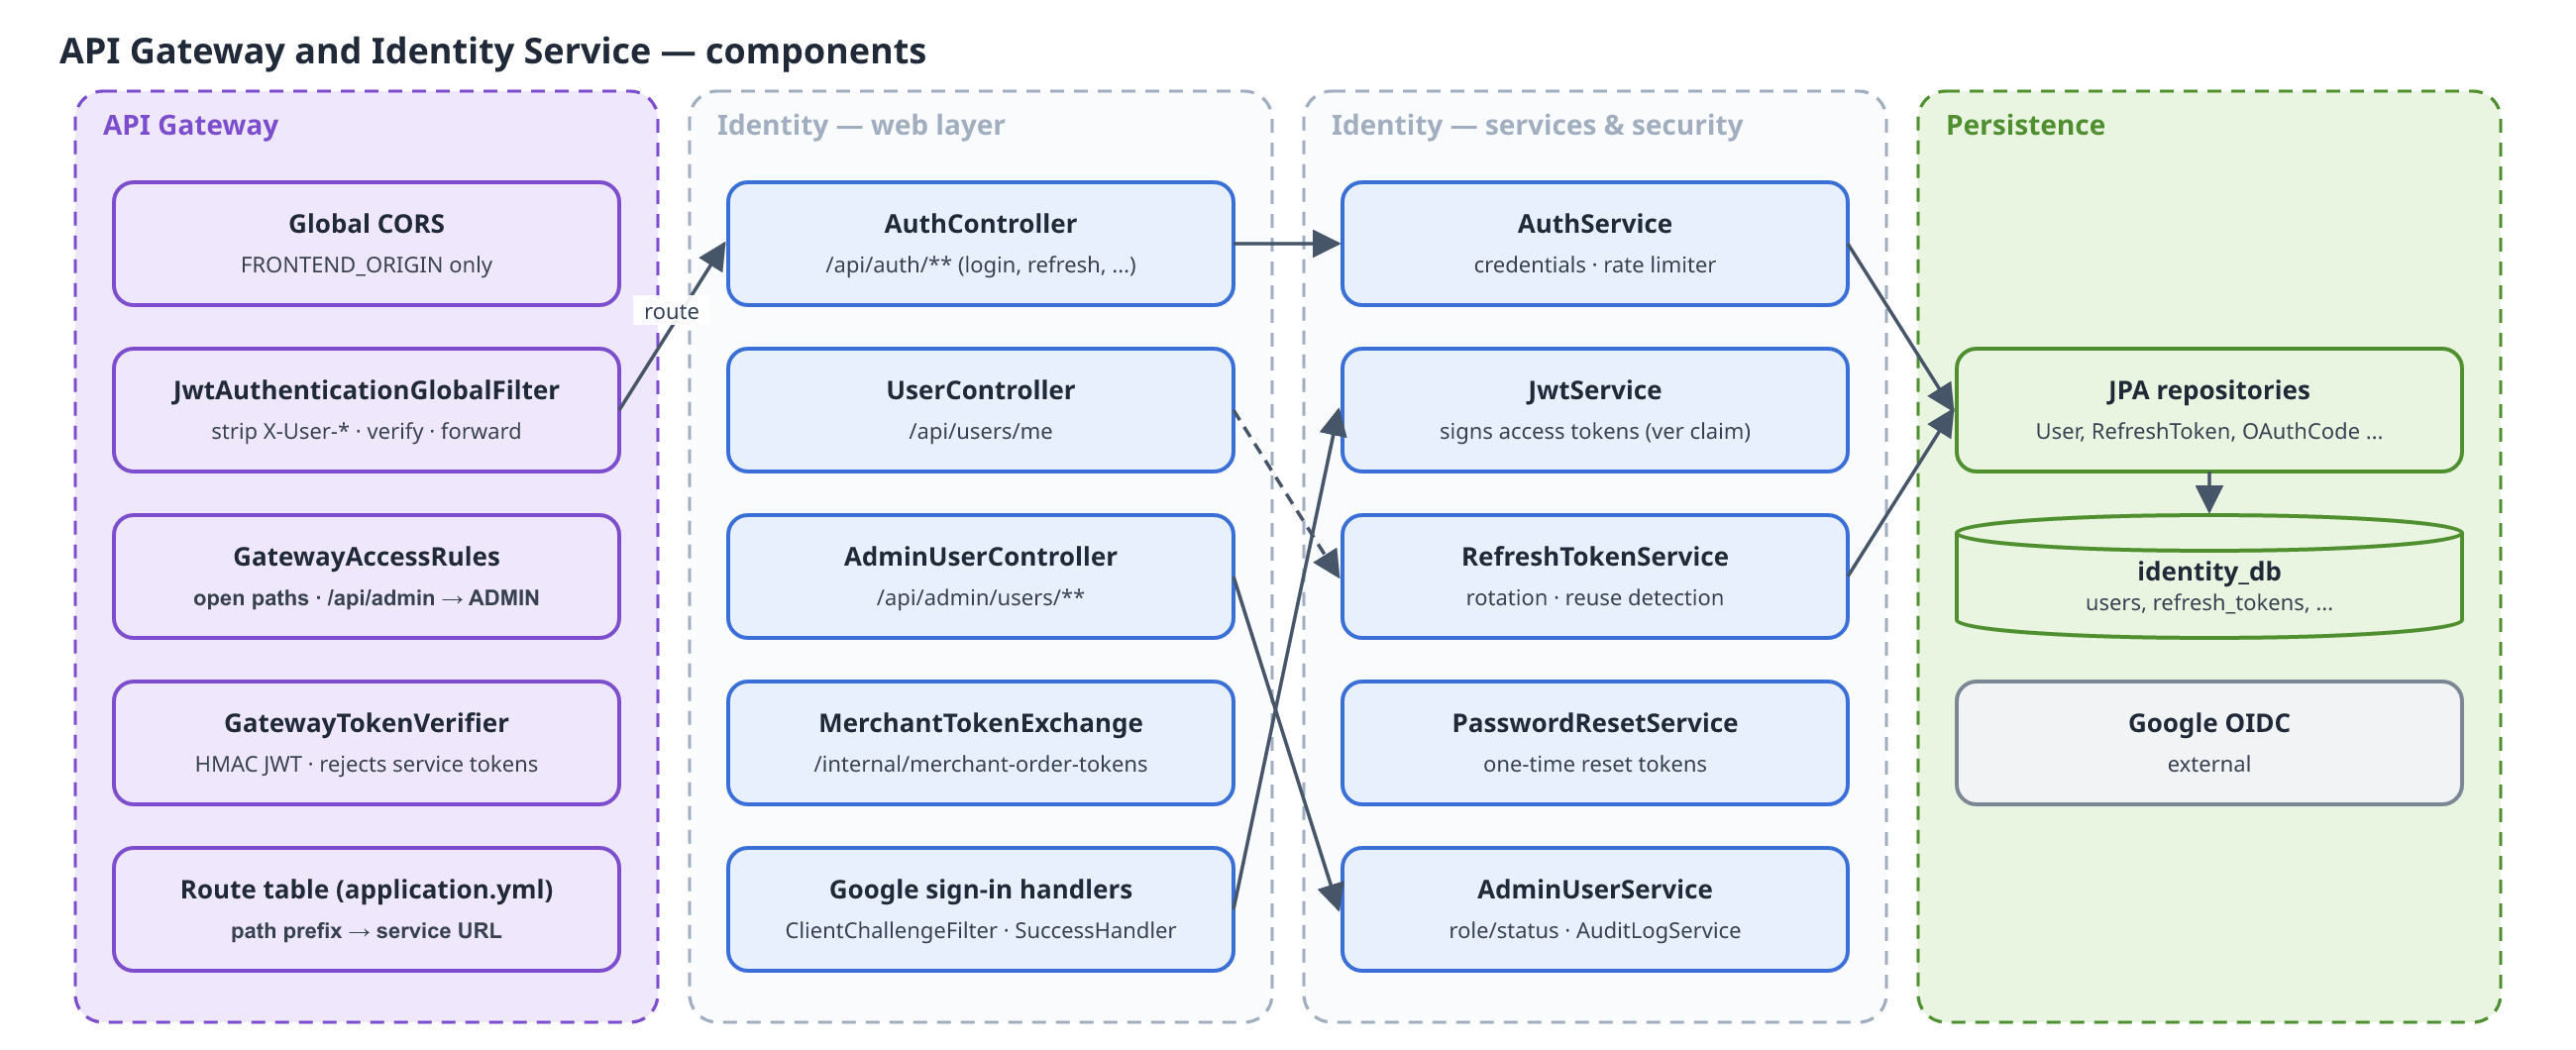 API Gateway and Identity Service — components
API Gateway
Global CORS
FRONTEND_ORIGIN only
JwtAuthenticationGlobalFilter
strip X-User-* · verify · forward
GatewayAccessRules
open paths · /api/admin → ADMIN
GatewayTokenVerifier
HMAC JWT · rejects service tokens
Route table (application.yml)
path prefix → service URL
route
Identity — web layer
AuthController
/api/auth/** (login, refresh, ...)
UserController
/api/users/me
AdminUserController
/api/admin/users/**
MerchantTokenExchange
/internal/merchant-order-tokens
Google sign-in handlers
ClientChallengeFilter · SuccessHandler
Identity — services & security
AuthService
credentials · rate limiter
JwtService
signs access tokens (ver claim)
RefreshTokenService
rotation · reuse detection
PasswordResetService
one-time reset tokens
AdminUserService
role/status · AuditLogService
Persistence
JPA repositories
User, RefreshToken, OAuthCode ...
identity_db
users, refresh_tokens, ...
Google OIDC
external